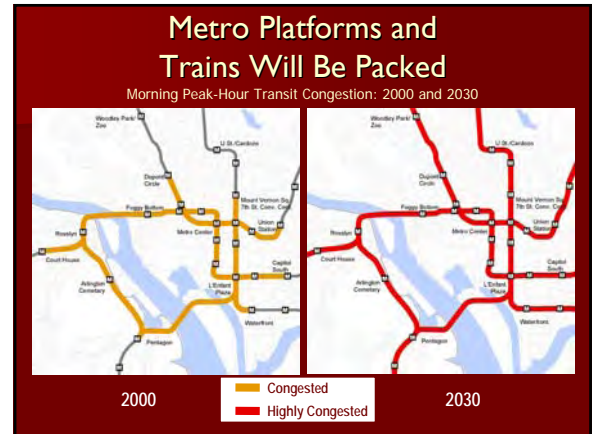 Metro Platforms and
Trains Will Be Packed
Morning Peak-Hour Transit Congestion: 2000 and 2030
Woodley Park/
Zoo
U St./Cardozo
Dupont
Circle
Mount Vernon Sq.
7th St. Conv. Cent.
Foggy Bottom
Union
Station
Rosslyn
Metro Center
Court House
Capitol
South
Arlington
Cemetery
L'Enfant
Plaza
Waterfront
Pentagon
Woodley Park/
Zoo
U St./Cardozo
Dupont
Circle
Mount Vernon Sq.
7th St. Conv. Cent.
Foggy Bottom
Union
Station
Rosslyn
Metro Center
Court House
Capitol
South
Arlington
Cemetery
L'Enfant
Plaza
Waterfront
Pentagon
2000
Congested
Highly Congested
2030